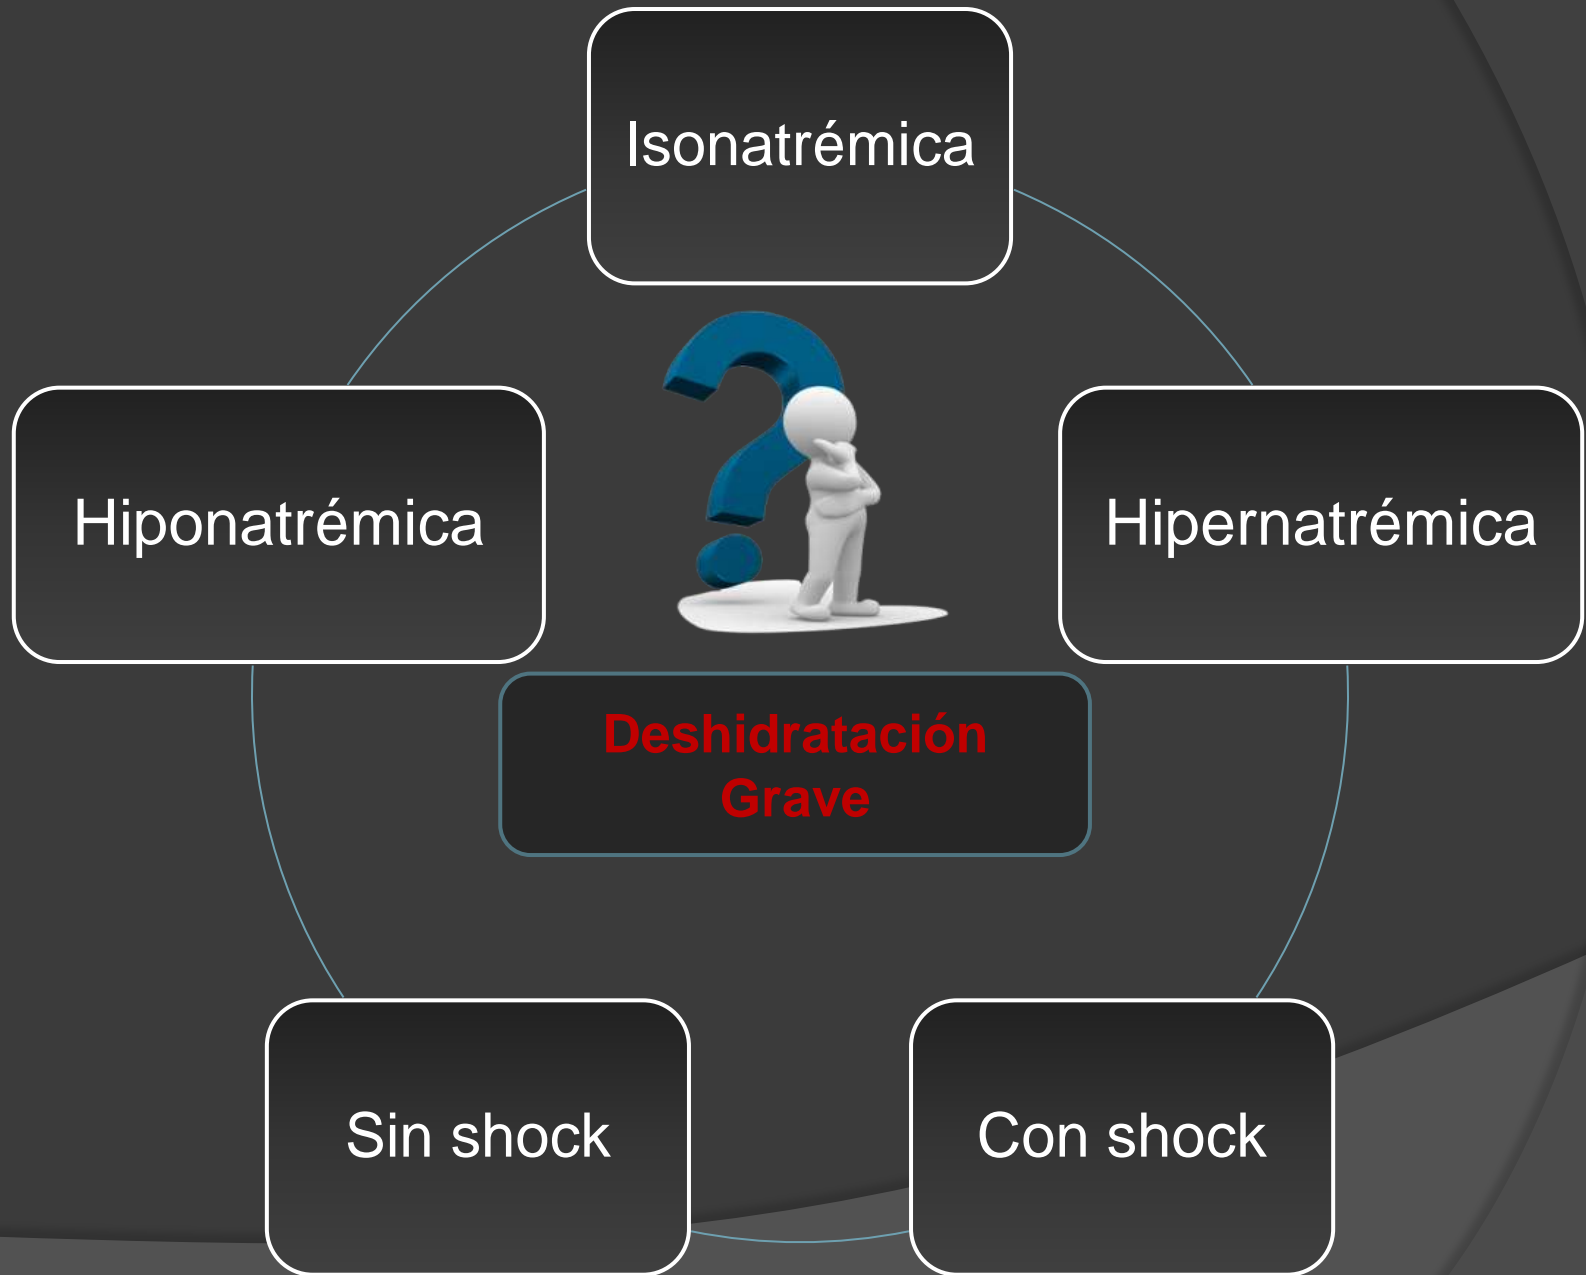 Isonatrémica
Hiponatrémica
Hipernatrémica
Deshidratación
Grave
Sin shock
Con shock